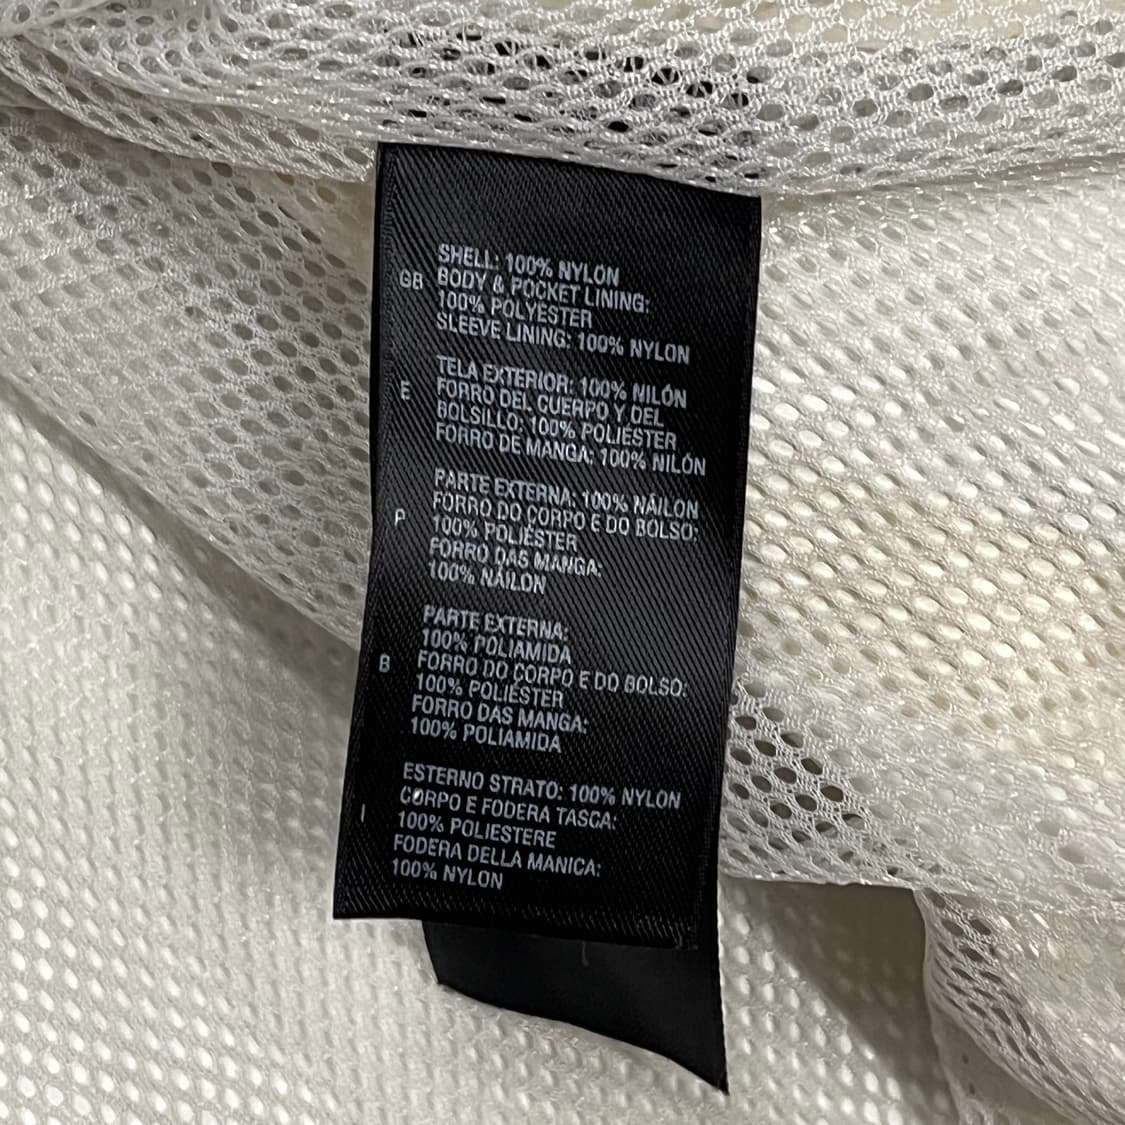 SHELL: 100% NYLON
GB BODY & POCKET LINING:
100% POLYESTER
SLEEVE LINING: 100% NYLON
TELA EXTERIOR: 100% NILÓN
E FORRO DEL CUERPO Y DEL
BOLSILLO: 100% POLIÉSTER
FORRO DE MANGA: 100% NILÓN
PARTE EXTERNA: 100% NÁILON
FORRO DO CORPO E DO BOLSO:
P 100% POLIÉSTER
FORRO DAS MANGA:
100% NÁILON
PARTE EXTERNA:
100% POLIAMIDA
B FORRO DO CORPO E DO BOLSO:
100% POLIÉSTER
FORRO DAS MANGA:
100% POLIAMIDA
ESTERNO STRATO: 100% NYLON
I CORPO E FODERA TASCA:
100% POLIESTERE
FODERA DELLA MANICA:
100% NYLON